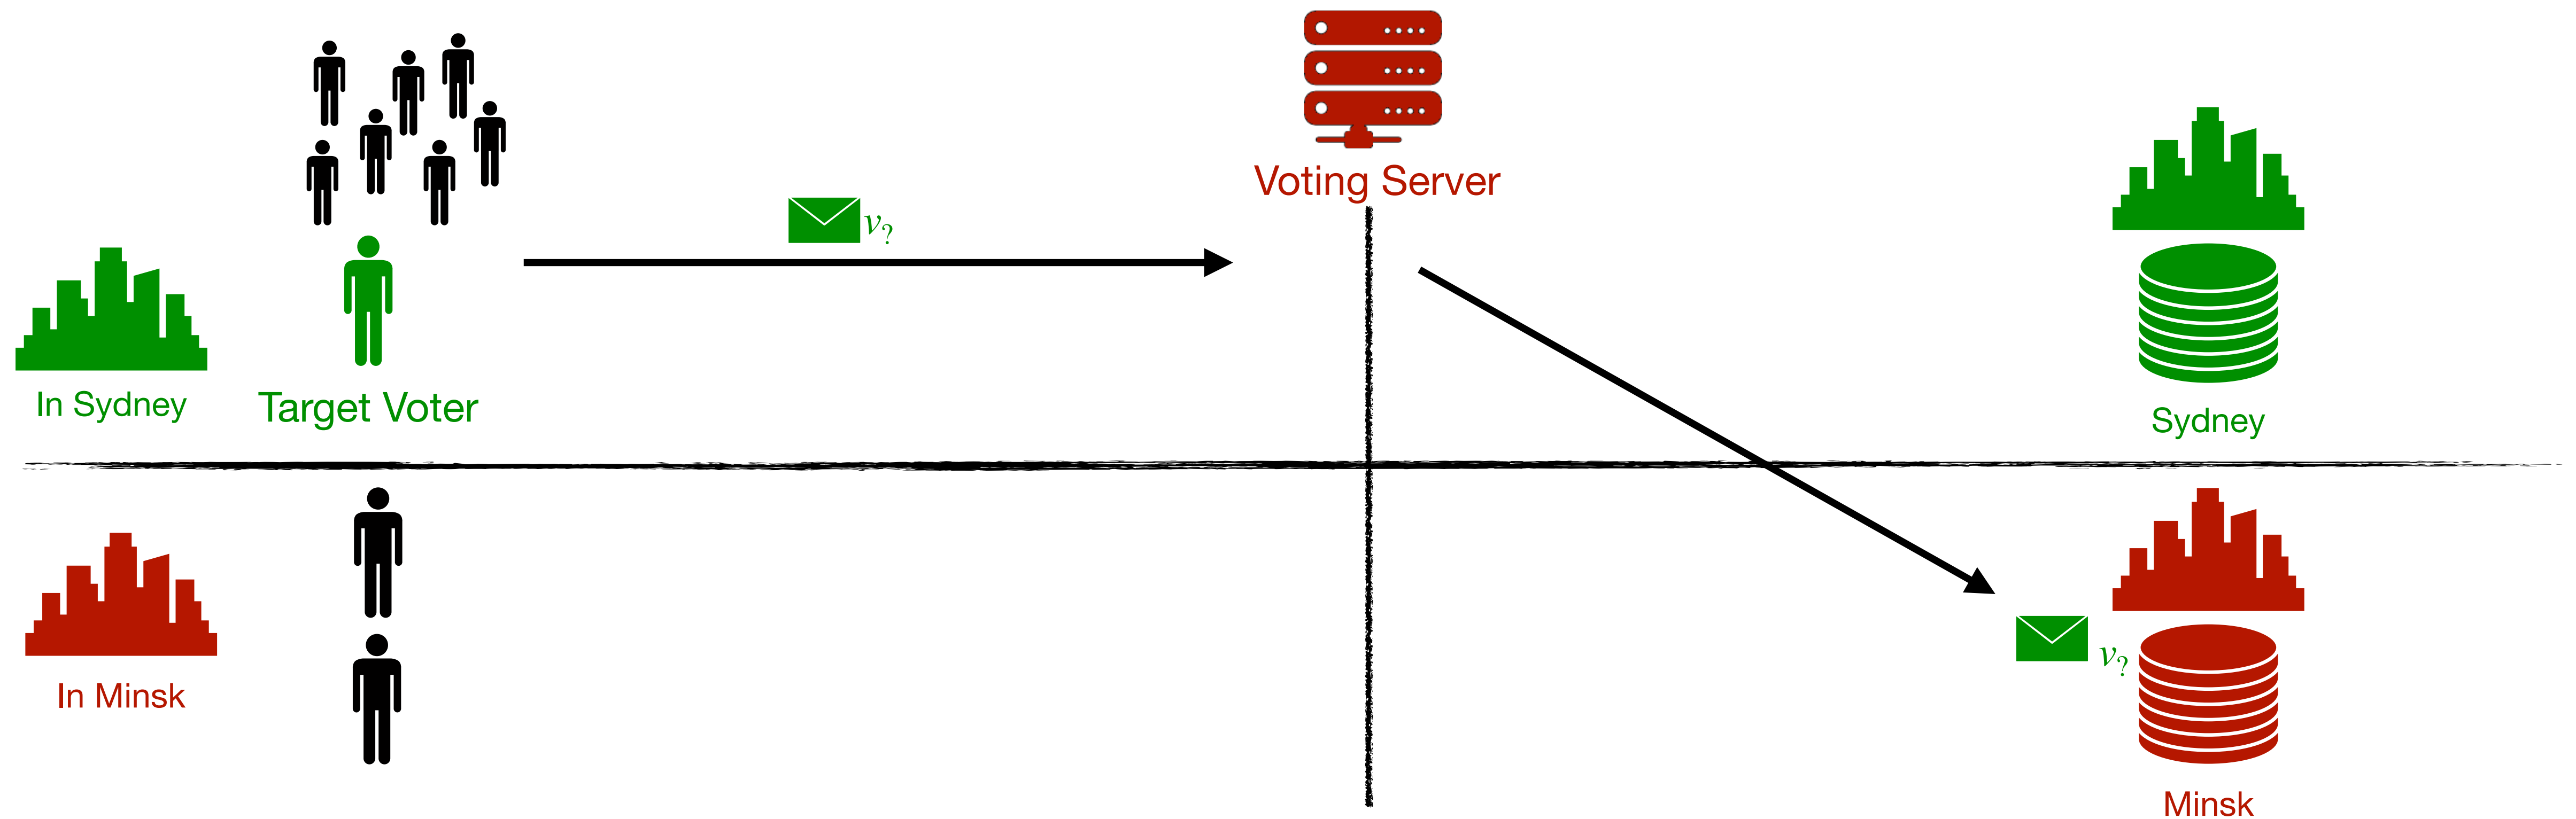 Voting Server
v?
In Sydney
Target Voter
Sydney
In Minsk
v?
Minsk